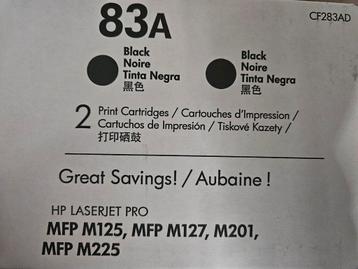 83A
CF283AD
Black
Noire
Tinta Negra
黑色
Black
Noire
Tinta Negra
黑色
2 Print Cartridges / Cartouches d'Impression /
Cartuchos de Impresión / Tiskové Kazety /
打印硒鼓
Great Savings! / Aubaine !
HP LASERJET PRO
MFP M125, MFP M127, M201,
MFP M225